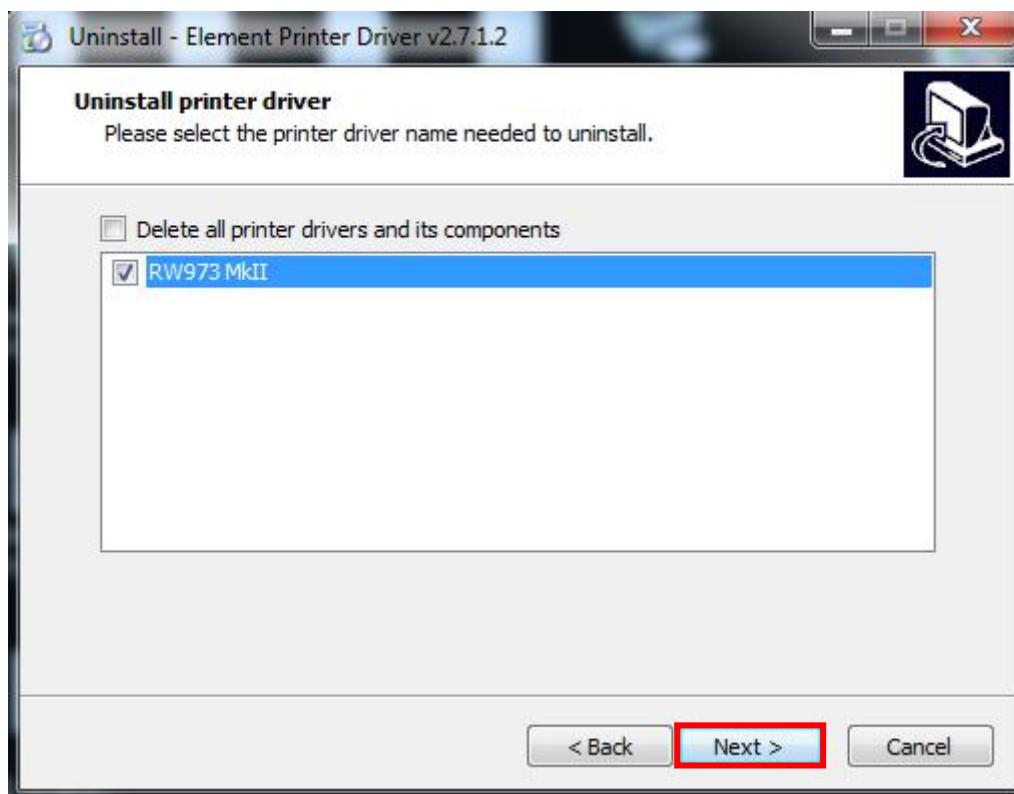 Uninstall - Element Printer Driver v2.7.1.2
Uninstall printer driver
Please select the printer driver name needed to uninstall.
Delete all printer drivers and its components
RW973 MkII
< Back Next > Cancel